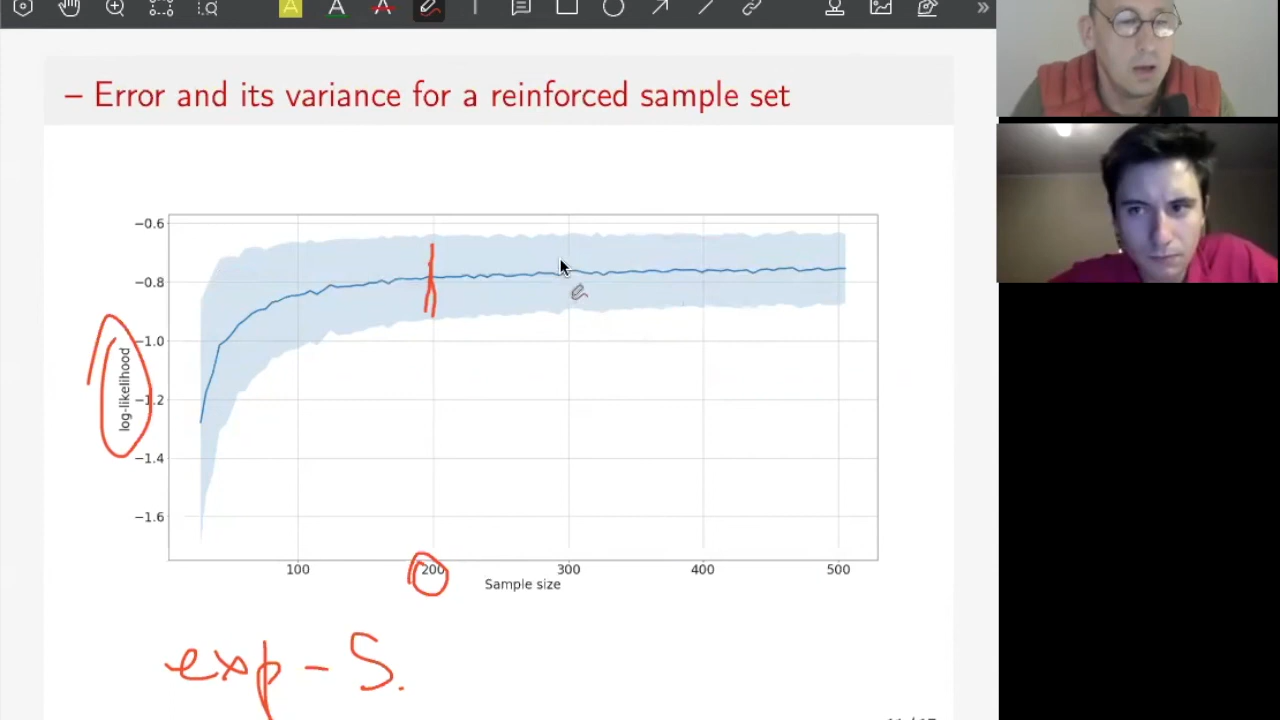 – Error and its variance for a reinforced sample set
−0.6
−0.8
−1.0
−1.2
−1.4
−1.6
log-likelihood
100 200 300 400 500
Sample size
exp - S.